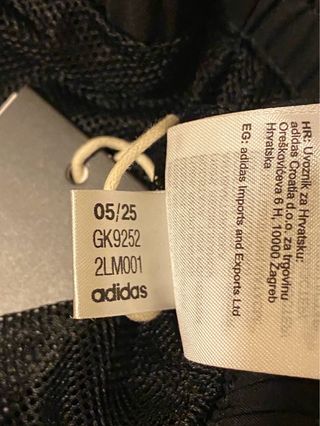 05/25
GK9252
2LM001
adidas
HR: Uvoznik za Hrvatsku:
adidas Croatia d.o.o. za trgovinu
Oreškovićeva 6 H, 10000 Zagreb
Hrvatska
EG: adidas Imports and Exports Ltd